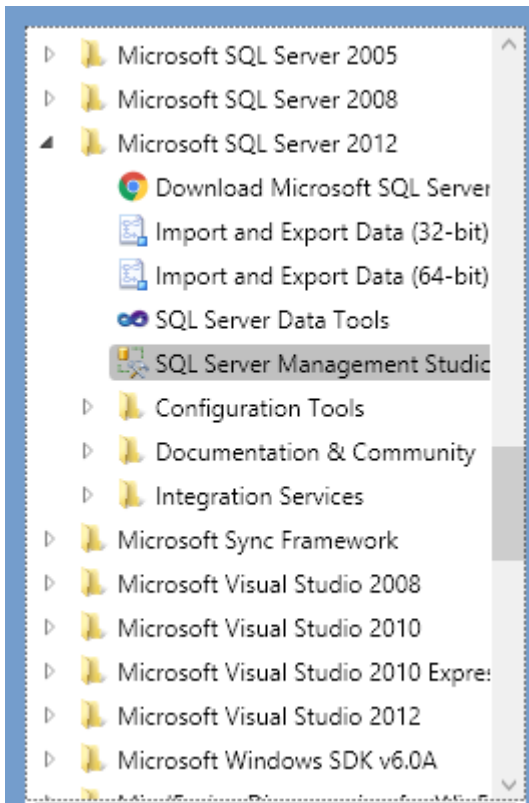 Microsoft SQL Server 2005
Microsoft SQL Server 2008
Microsoft SQL Server 2012
Download Microsoft SQL Server
Import and Export Data (32-bit)
Import and Export Data (64-bit)
SQL Server Data Tools
SQL Server Management Studio
Configuration Tools
Documentation & Community
Integration Services
Microsoft Sync Framework
Microsoft Visual Studio 2008
Microsoft Visual Studio 2010
Microsoft Visual Studio 2010 Expres
Microsoft Visual Studio 2012
Microsoft Windows SDK v6.0A